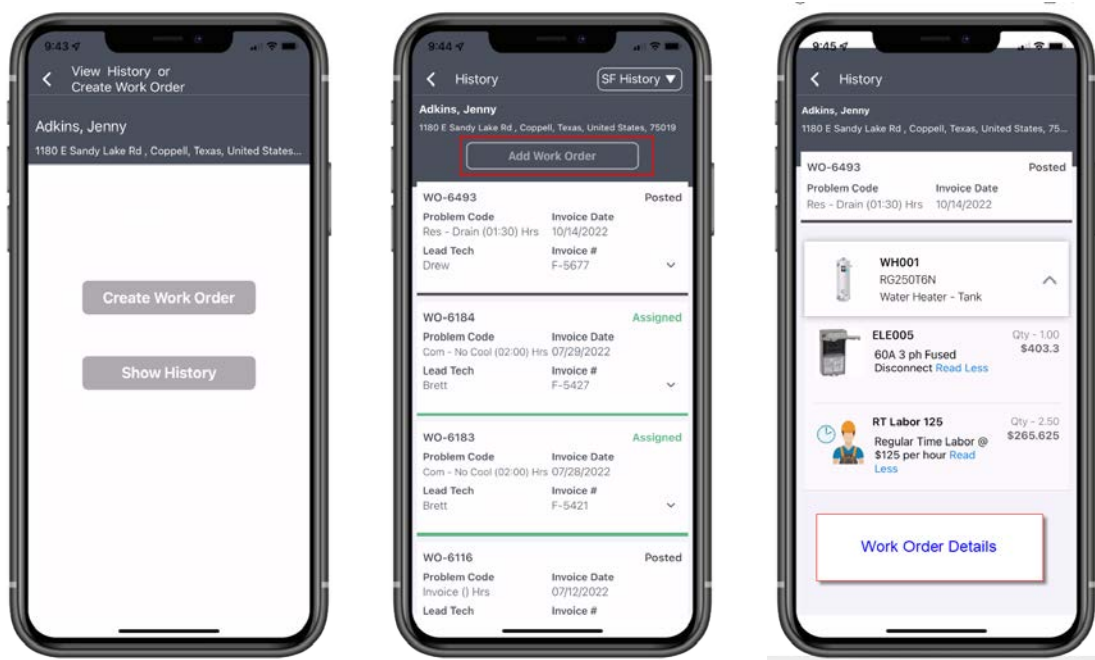 9:43
View History or
Create Work Order
Adkins, Jenny
1180 E Sandy Lake Rd , Coppell, Texas, United States...
Create Work Order
Show History
9:44
History
SF History ▼
Adkins, Jenny
1180 E Sandy Lake Rd , Coppell, Texas, United States, 75019
Add Work Order
WO-6493 Posted
Problem Code Invoice Date
Res - Drain (01:30) Hrs 10/14/2022
Lead Tech Invoice #
Drew F-5677
WO-6184 Assigned
Problem Code Invoice Date
Com - No Cool (02:00) Hrs 07/29/2022
Lead Tech Invoice #
Brett F-5427
WO-6183 Assigned
Problem Code Invoice Date
Com - No Cool (02:00) Hrs 07/28/2022
Lead Tech Invoice #
Brett F-5421
WO-6116 Posted
Problem Code Invoice Date
Invoice () Hrs 07/12/2022
Lead Tech Invoice #
9:45
History
Adkins, Jenny
1180 E Sandy Lake Rd , Coppell, Texas, United States, 75...
WO-6493 Posted
Problem Code Invoice Date
Res - Drain (01:30) Hrs 10/14/2022
WH001
RG250T6N
Water Heater - Tank
ELE005 Qty - 1.00
60A 3 ph Fused $403.3
Disconnect Read Less
RT Labor 125 Qty - 2.50
Regular Time Labor @ $265.625
$125 per hour Read
Less
Work Order Details